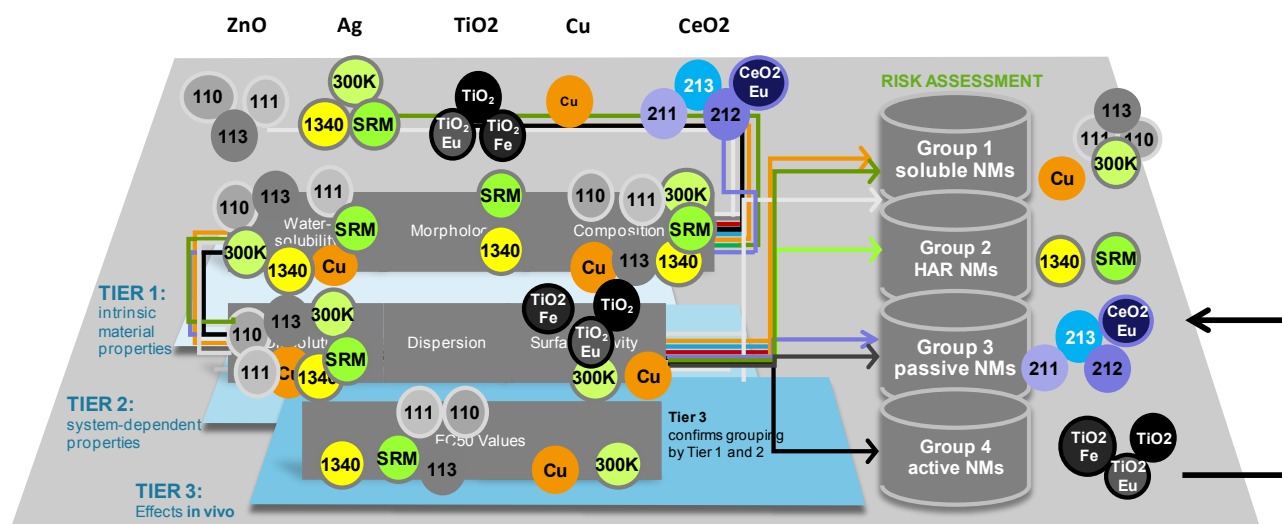 ZnO
Ag
TiO2
Cu
CeO2
110
111
113
300K
1340
SRM
TiO2
TiO2
Eu
TiO2
Fe
Cu
213
211
212
CeO2
Eu
RISK ASSESSMENT
Group 1
soluble NMs
Group 2
HAR NMs
Group 3
passive NMs
Group 4
active NMs
113
111
110
300K
Cu
1340
SRM
213
CeO2
Eu
211
212
TiO2
Fe
TiO2
TiO2
Eu
110
113
111
300K
SRM
1340
Cu
Water-
SRM
1340
Composition
110
111
300K
SRM
Cu
113
1340
TIER 1:
intrinsic
material
properties
110
113
300K
111
Cu
1340
SRM
Dispersion
TiO2
Fe
TiO2
TiO2
Eu
300K
Cu
TIER 2:
system-dependent
properties
111
110
EC50 Values
1340
SRM
113
Cu
300K
Tier 3
confirms grouping
by Tier 1 and 2
TIER 3:
Effects in vivo